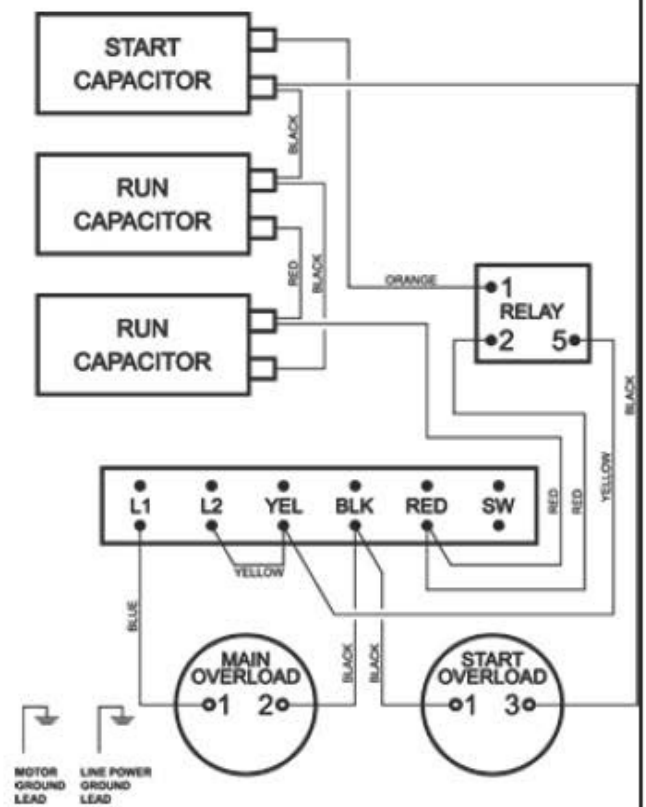 START
CAPACITOR
BLACK
RUN
CAPACITOR
RED
BLACK
ORANGE
1
RELAY
2 5
RUN
CAPACITOR
BLACK
YELLOW
RED
RED
L1 L2 YEL BLK RED SW
YELLOW
BLUE
BLACK
BLACK
MAIN
OVERLOAD
1 2
START
OVERLOAD
1 3
MOTOR
GROUND
LEAD
LINE POWER
GROUND
LEAD